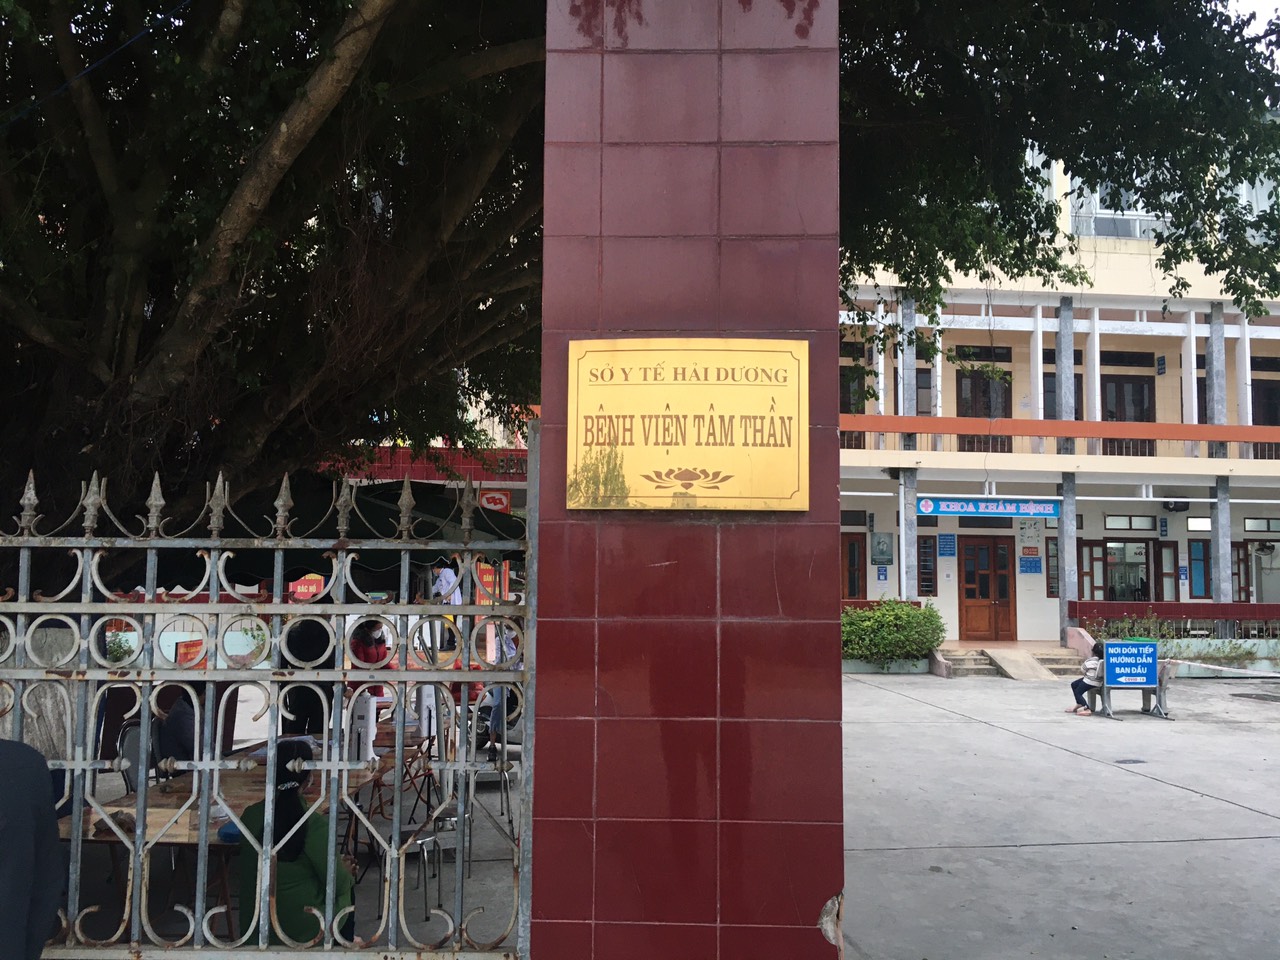 SỞ Y TẾ HẢI DƯƠNG
BỆNH VIỆN TÂM THẦN
KHOA KHÁM BỆNH
NƠI ĐÓN TIẾP
HƯỚNG DẪN
BAN ĐẦU